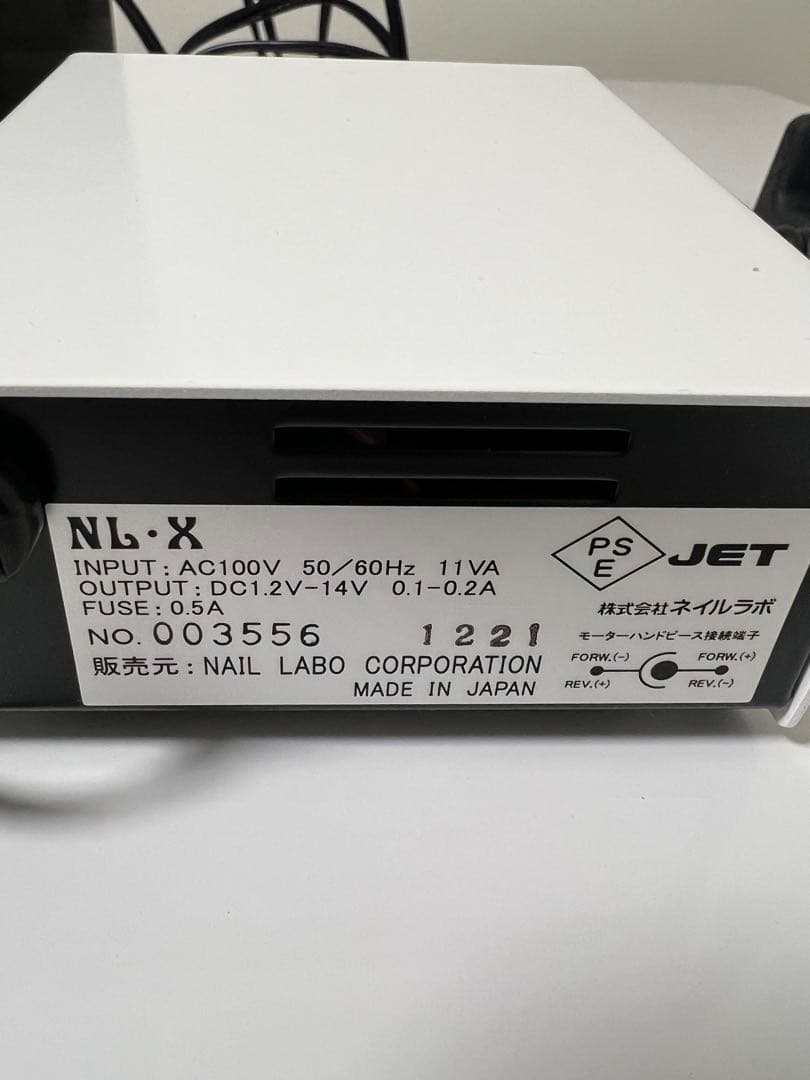 NL・X
INPUT: AC100V 50/60Hz 11VA
OUTPUT: DC1.2V-14V 0.1-0.2A
FUSE: 0.5A
NO. 003556 1221
販売元: NAIL LABO CORPORATION
MADE IN JAPAN
PS
E
JET
株式会社ネイルラボ
モーターハンドピース接続端子
FORW.(-) FORW.(+)
REV.(+) REV.(-)